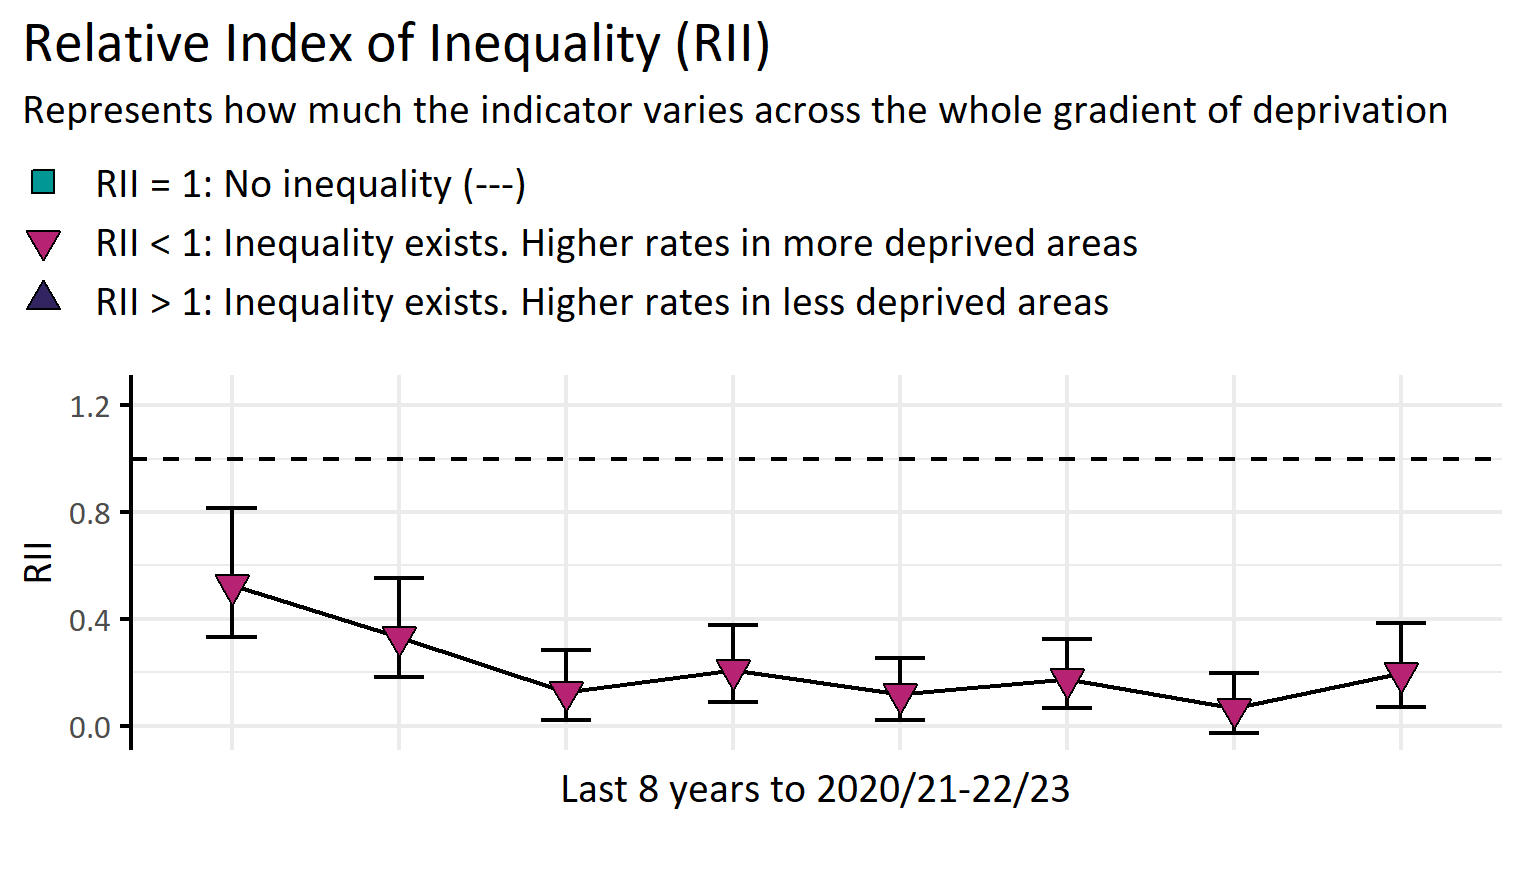 Relative Index of Inequality (RII)
Represents how much the indicator varies across the whole gradient of deprivation
RII = 1: No inequality (---)
RII < 1: Inequality exists. Higher rates in more deprived areas
RII > 1: Inequality exists. Higher rates in less deprived areas
1.2
0.8
RII
0.4
0.0
Last 8 years to 2020/21-22/23